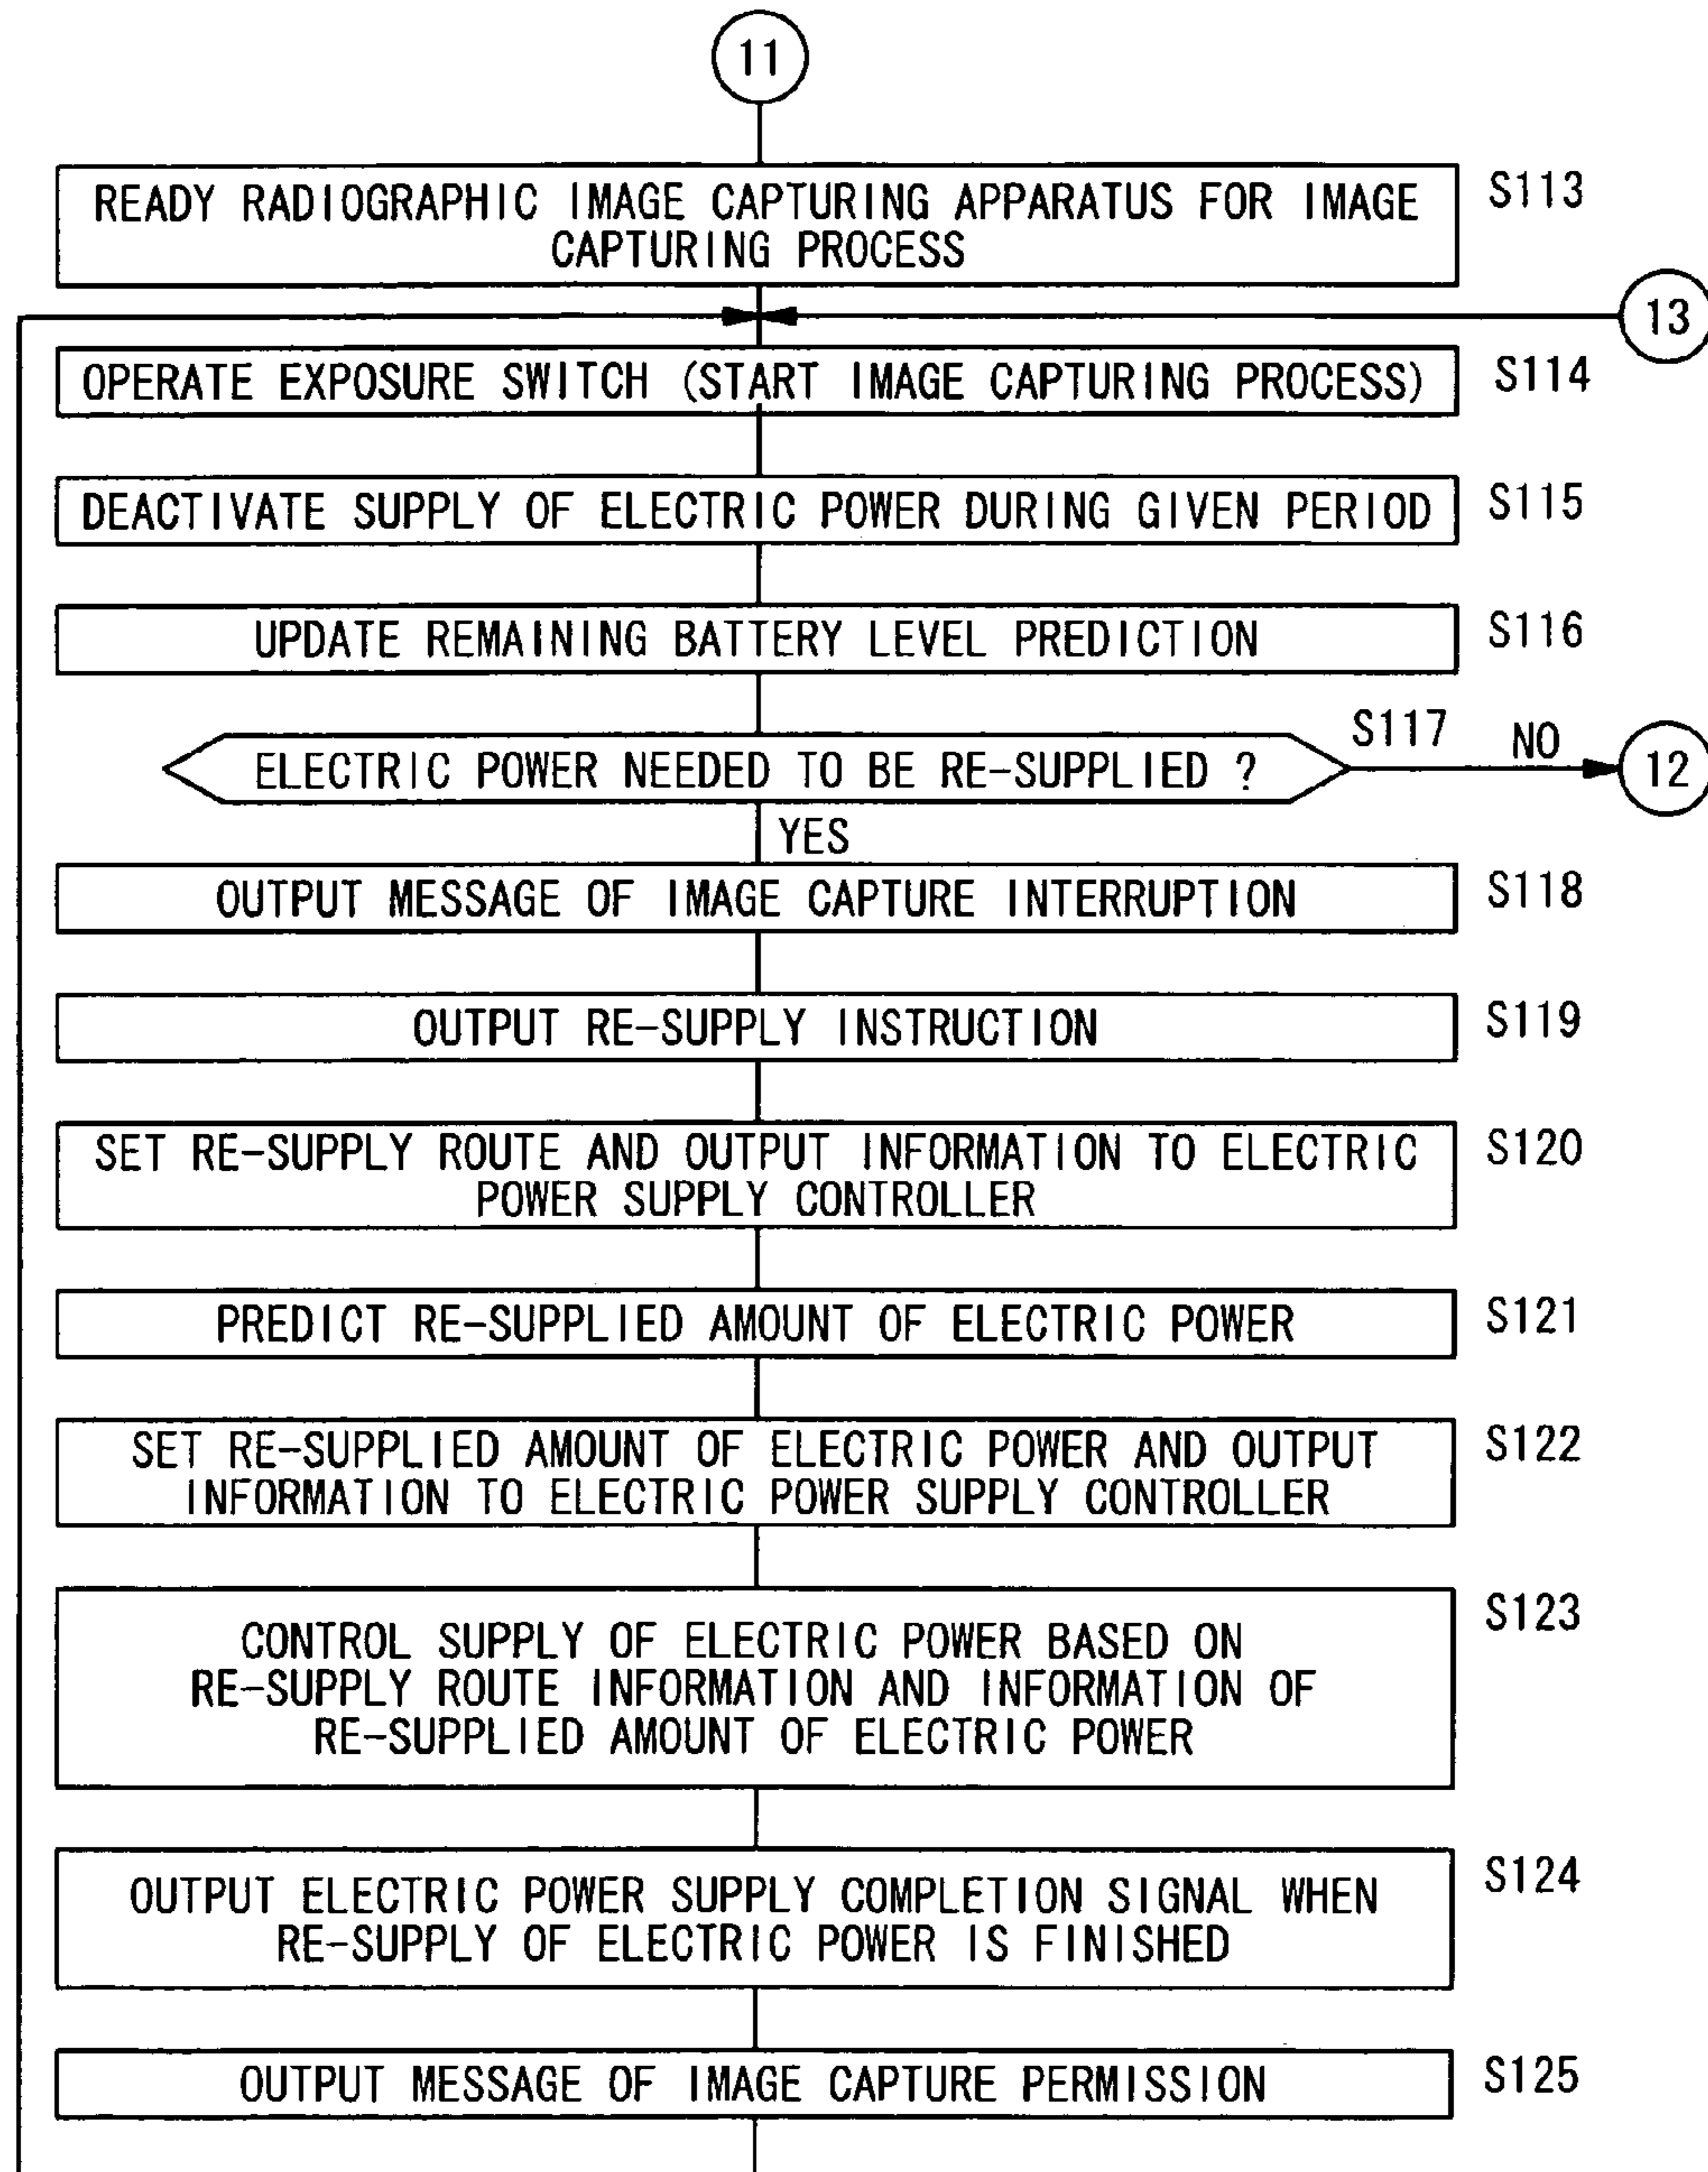 11
READY RADIOGRAPHIC IMAGE CAPTURING APPARATUS FOR IMAGE
CAPTURING PROCESS
S113
13
OPERATE EXPOSURE SWITCH (START IMAGE CAPTURING PROCESS)
S114
DEACTIVATE SUPPLY OF ELECTRIC POWER DURING GIVEN PERIOD
S115
UPDATE REMAINING BATTERY LEVEL PREDICTION
S116
ELECTRIC POWER NEEDED TO BE RE-SUPPLIED ?
S117
NO
12
YES
OUTPUT MESSAGE OF IMAGE CAPTURE INTERRUPTION
S118
OUTPUT RE-SUPPLY INSTRUCTION
S119
SET RE-SUPPLY ROUTE AND OUTPUT INFORMATION TO ELECTRIC
POWER SUPPLY CONTROLLER
S120
PREDICT RE-SUPPLIED AMOUNT OF ELECTRIC POWER
S121
SET RE-SUPPLIED AMOUNT OF ELECTRIC POWER AND OUTPUT
INFORMATION TO ELECTRIC POWER SUPPLY CONTROLLER
S122
CONTROL SUPPLY OF ELECTRIC POWER BASED ON
RE-SUPPLY ROUTE INFORMATION AND INFORMATION OF
RE-SUPPLIED AMOUNT OF ELECTRIC POWER
S123
OUTPUT ELECTRIC POWER SUPPLY COMPLETION SIGNAL WHEN
RE-SUPPLY OF ELECTRIC POWER IS FINISHED
S124
OUTPUT MESSAGE OF IMAGE CAPTURE PERMISSION
S125